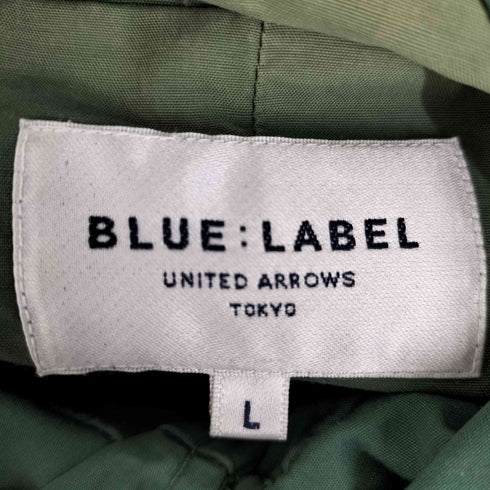 BLUE:LABEL
UNITED ARROWS
TOKYO
L